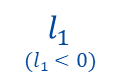 l₁
(l₁ < 0)